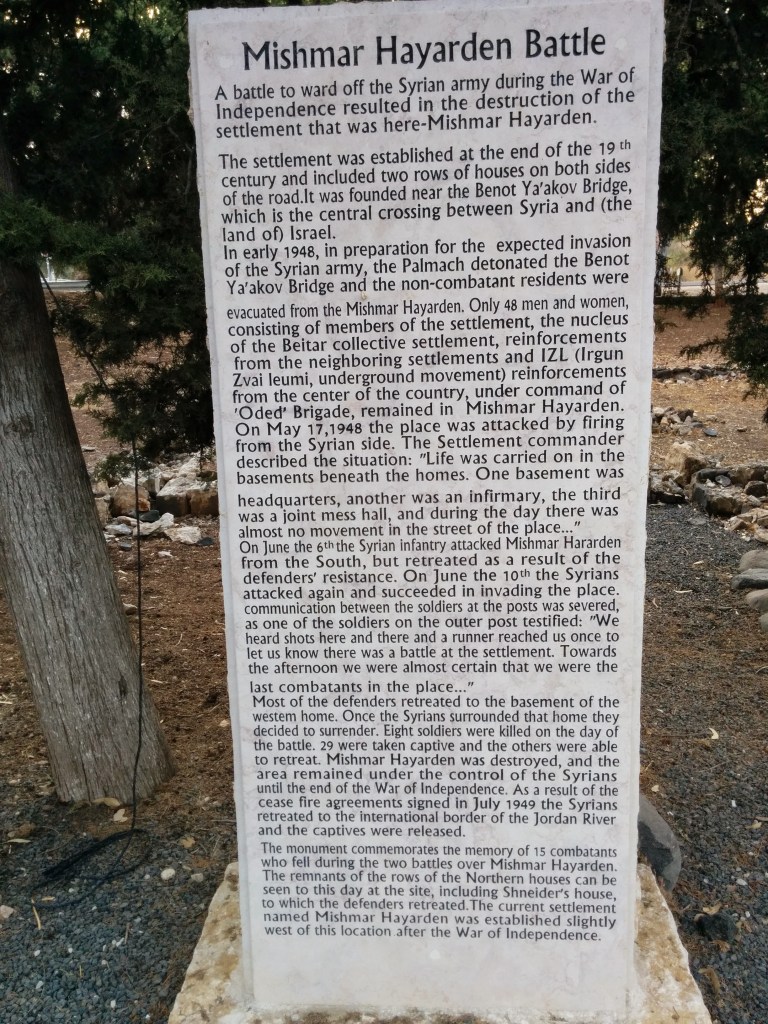 Mishmar Hayarden Battle
A battle to ward off the Syrian army during the War of
Independence resulted in the destruction of the
settlement that was here-Mishmar Hayarden.
The settlement was established at the end of the 19 th
century and included two rows of houses on both sides
of the road.It was founded near the Benot Ya'akov Bridge,
which is the central crossing between Syria and (the
land of) Israel.
In early 1948, in preparation for the expected invasion
of the Syrian army, the Palmach detonated the Benot
Ya'akov Bridge and the non-combatant residents were
evacuated from the Mishmar Hayarden. Only 48 men and women,
consisting of members of the settlement, the nucleus
of the Beitar collective settlement, reinforcements
from the neighboring settlements and IZL (Irgun
Zvai leumi, underground movement) reinforcements
from the center of the country, under command of
'Oded' Brigade, remained in Mishmar Hayarden.
On May 17,1948 the place was attacked by firing
from the Syrian side. The Settlement commander
described the situation: "Life was carried on in the
basements beneath the homes. One basement was
headquarters, another was an infirmary, the third
was a joint mess hall, and during the day there was
almost no movement in the street of the place..."
On June the 6th the Syrian infantry attacked Mishmar Hararden
from the South, but retreated as a result of the
defenders' resistance. On June the 10th the Syrians
attacked again and succeeded in invading the place.
communication between the soldiers at the posts was severed,
as one of the soldiers on the outer post testified: "We
heard shots here and there and a runner reached us once to
let us know there was a battle at the settlement. Towards
the afternoon we were almost certain that we were the
last combatants in the place..."
Most of the defenders retreated to the basement of the
western home. Once the Syrians surrounded that home they
decided to surrender. Eight soldiers were killed on the day of
the battle. 29 were taken captive and the others were able
to retreat. Mishmar Hayarden was destroyed, and the
area remained under the control of the Syrians
until the end of the War of Independence. As a result of the
cease fire agreements signed in July 1949 the Syrians
retreated to the international border of the Jordan River
and the captives were released.
The monument commemorates the memory of 15 combatants
who fell during the two battles over Mishmar Hayarden.
The remnants of the rows of the Northern houses can be
seen to this day at the site, including Shneider's house,
to which the defenders retreated.The current settlement
named Mishmar Hayarden was established slightly
west of this location after the War of Independence.